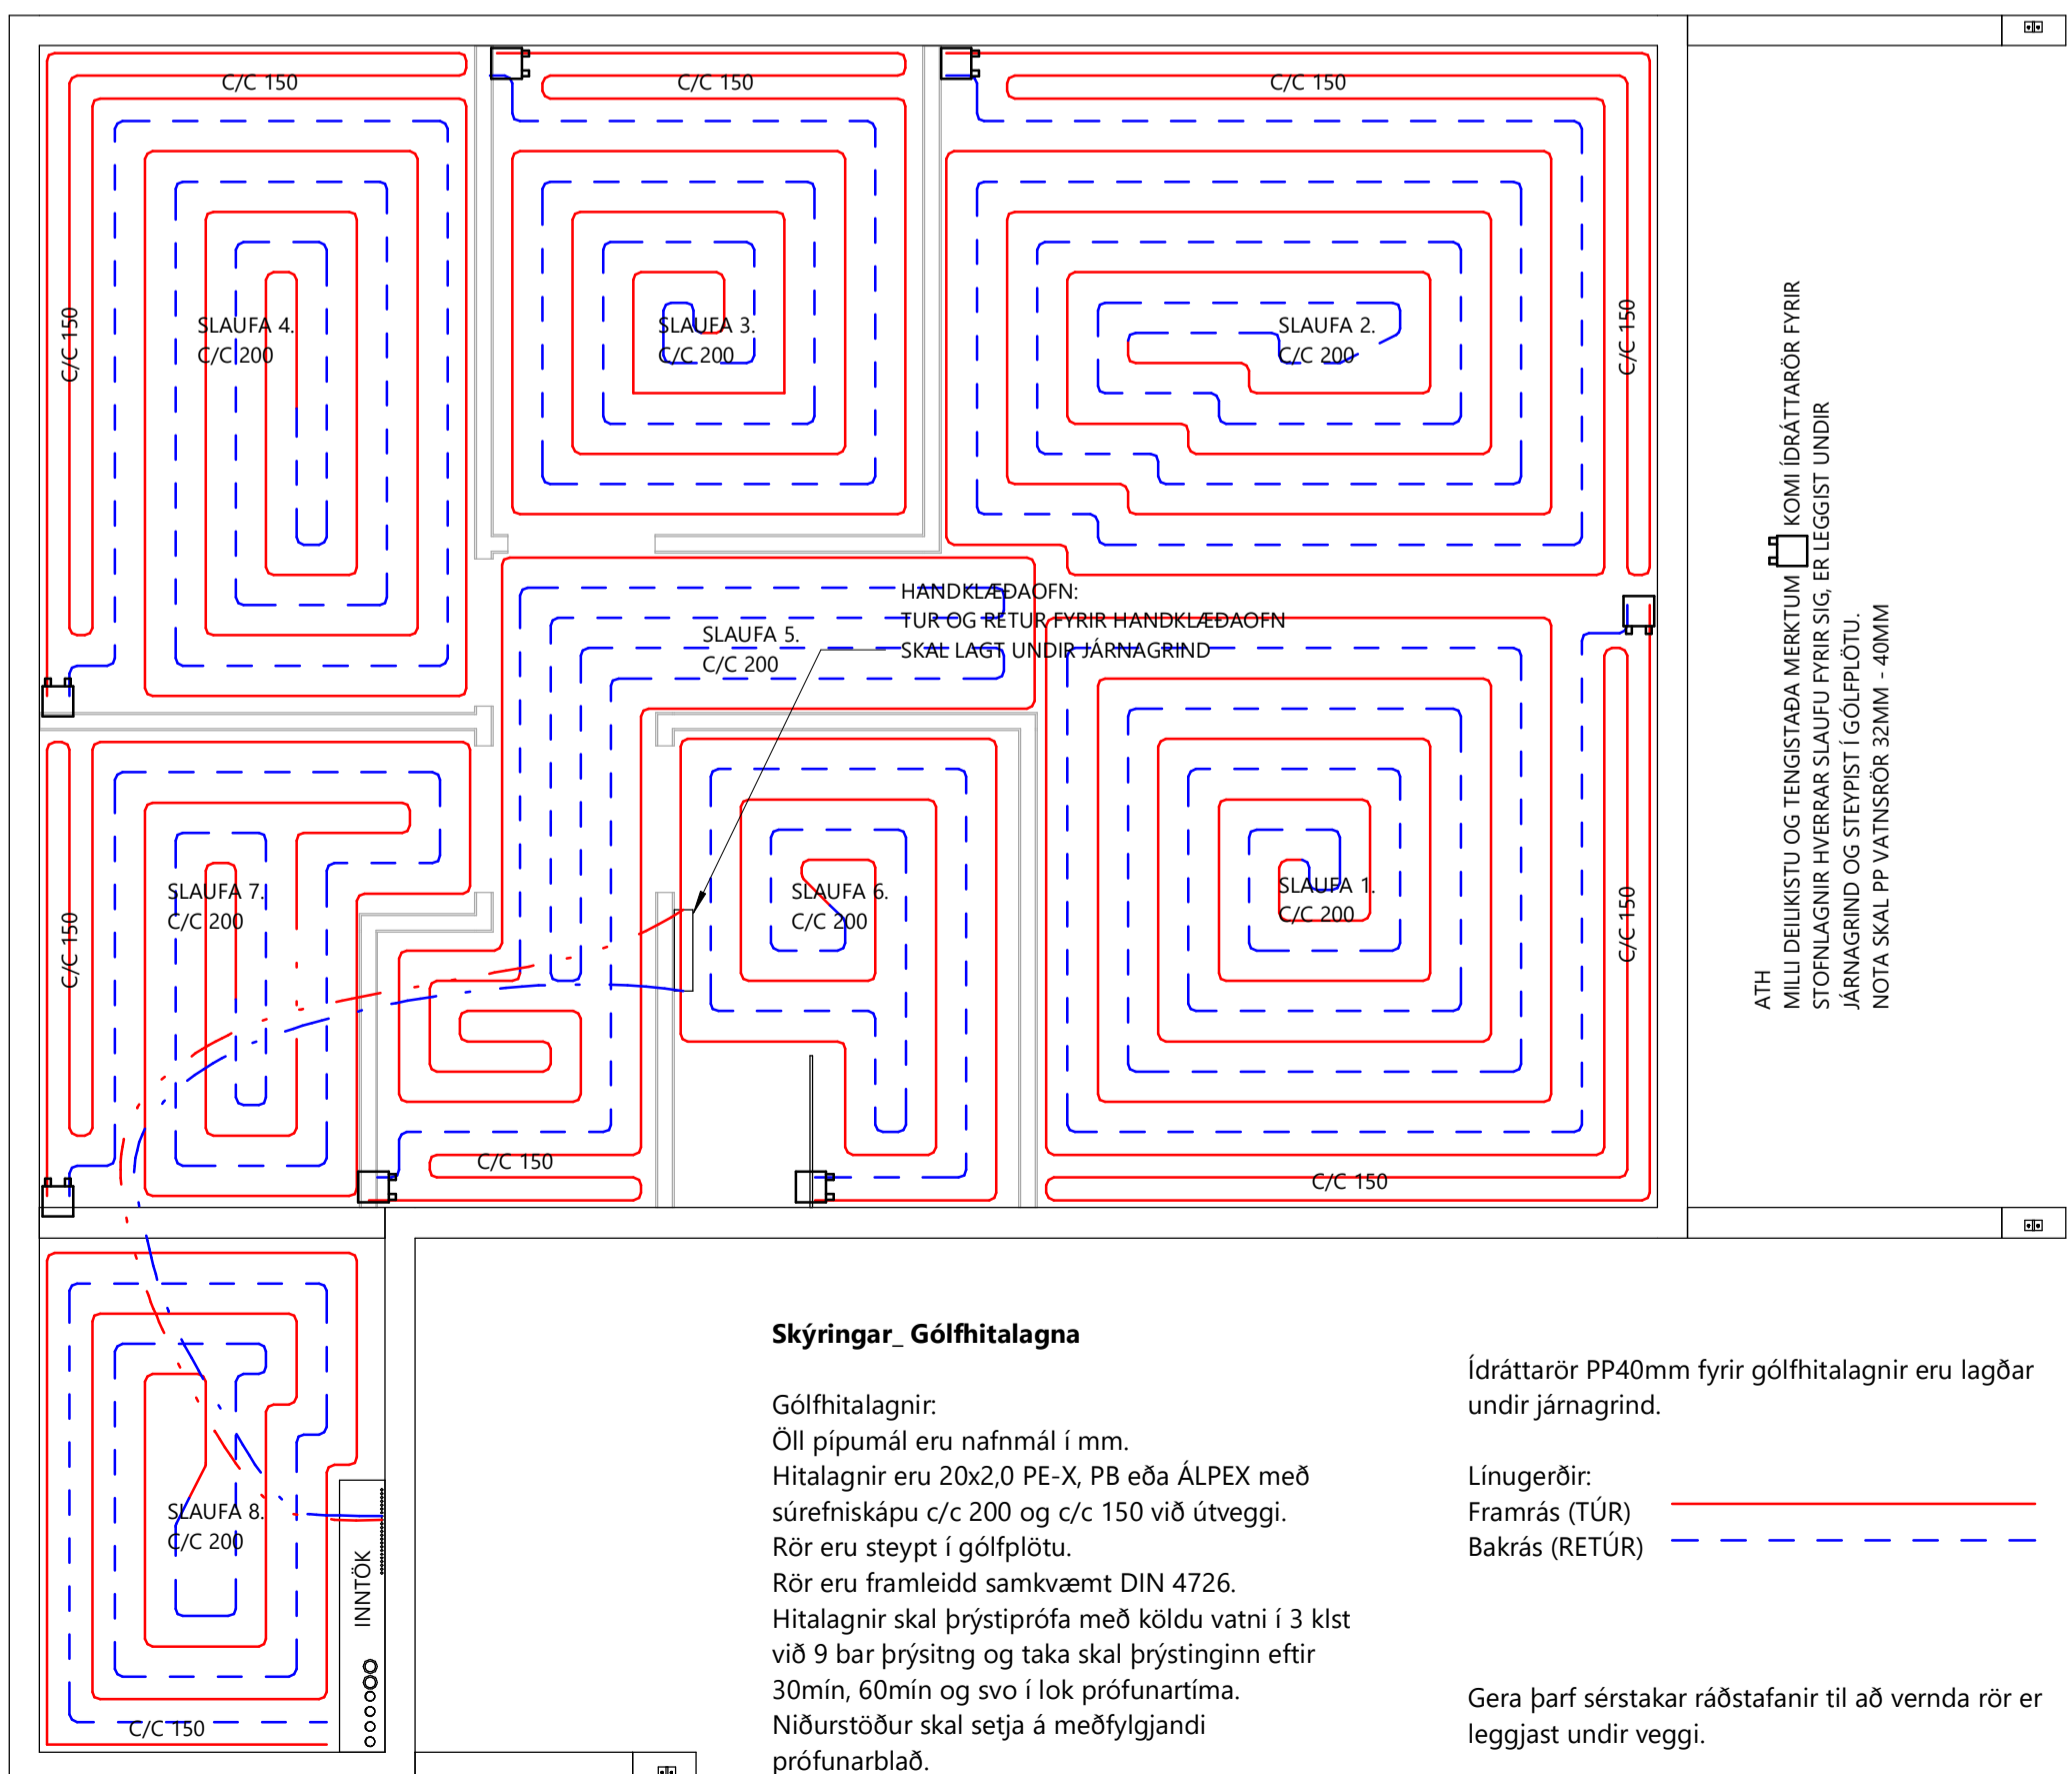 C/C 150
C/C 150
C/C 150
C/C 150
SLAUFA 4.
C/C 200
SLAUFA 3.
C/C 200
SLAUFA 2.
C/C 200
C/C 150
HANDKLÆÐAOFN:
TUR OG RETUR FYRIR HANDKLÆÐAOFN
SKAL LAGT UNDIR JÁRNAGRIND
SLAUFA 5.
C/C 200
ATH
MILLI DEILIKISTU OG TENGISTAÐA MERKTUM KOMI ÍDRÁTTARÖR FYRIR
STOFNLAGNIR HVERRAR SLAUFU FYRIR SIG, ER LEGGIST UNDIR
JÁRNAGRIND OG STEYPIST Í GÓLFPLÖTU.
NOTA SKAL PP VATNSRÖR 32MM - 40MM
C/C 150
SLAUFA 7.
C/C 200
SLAUFA 6.
C/C 200
SLAUFA 1.
C/C 200
C/C 150
C/C 150
C/C 150
SLAUFA 8.
C/C 200
INNTÖK
C/C 150
Skýringar_ Gólfhitalagna
Gólfhitalagnir:
Öll pípumál eru nafnmál í mm.
Hitalagnir eru 20x2,0 PE-X, PB eða ÁLPEX með
súrefniskápu c/c 200 og c/c 150 við útveggi.
Rör eru steypt í gólfplötu.
Rör eru framleidd samkvæmt DIN 4726.
Hitalagnir skal þrýstiprófa með köldu vatni í 3 klst
við 9 bar þrýsitng og taka skal þrýstinginn eftir
30mín, 60mín og svo í lok prófunartíma.
Niðurstöður skal setja á meðfylgjandi
prófunarblað.
Ídráttarör PP40mm fyrir gólfhitalagnir eru lagðar
undir járnagrind.
Línugerðir:
Framrás (TÚR)
Bakrás (RETÚR)
Gera þarf sérstakar ráðstafanir til að vernda rör er
leggjast undir veggi.